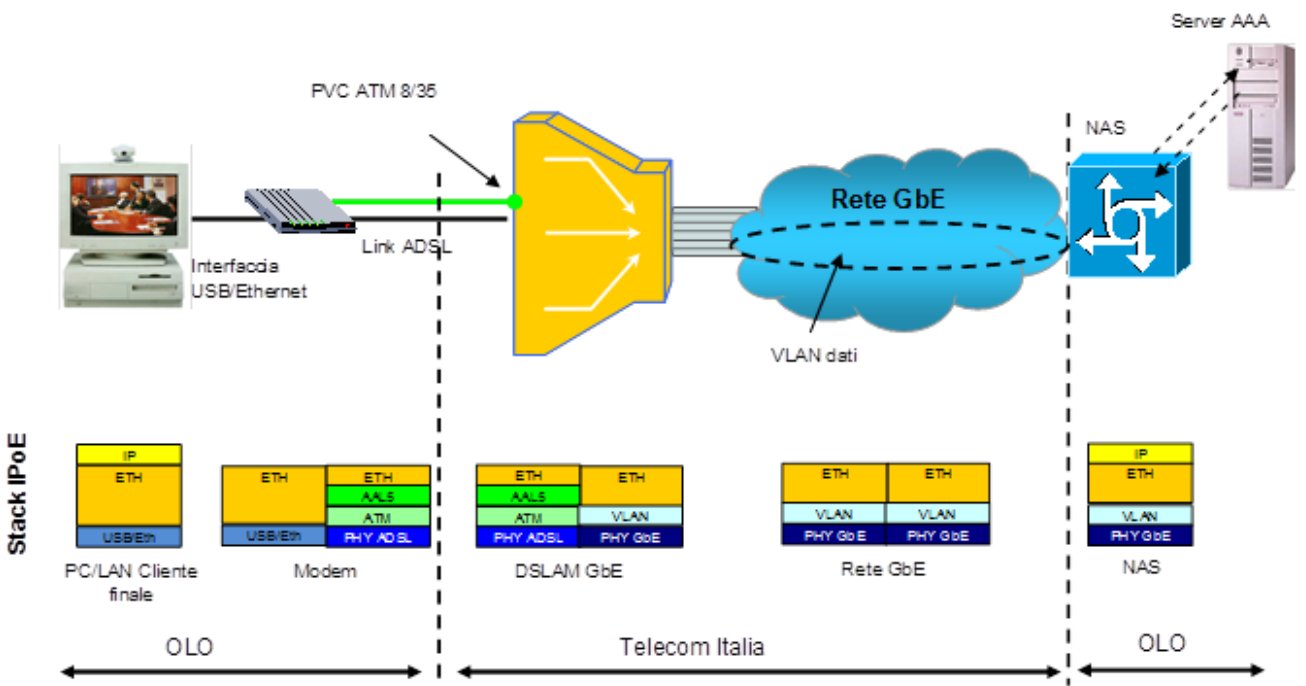 Server AAA
PVC ATM 8/35
NAS
Rete GbE
Link ADSL
Interfaccia
USB/Ethernet
VLAN dati
Stack IPoE
IP
ETH
USB/Eth
PC/LAN Cliente
finale
ETH
ETH
AAL5
ATM
USB/Eth
PHY ADSL
Modem
ETH
ETH
AAL5
ATM
VLAN
PHY ADSL
PHY GbE
DSLAM GbE
ETH
ETH
VLAN
VLAN
PHY GbE
PHY GbE
Rete GbE
IP
ETH
VLAN
PHY GbE
NAS
OLO
Telecom Italia
OLO